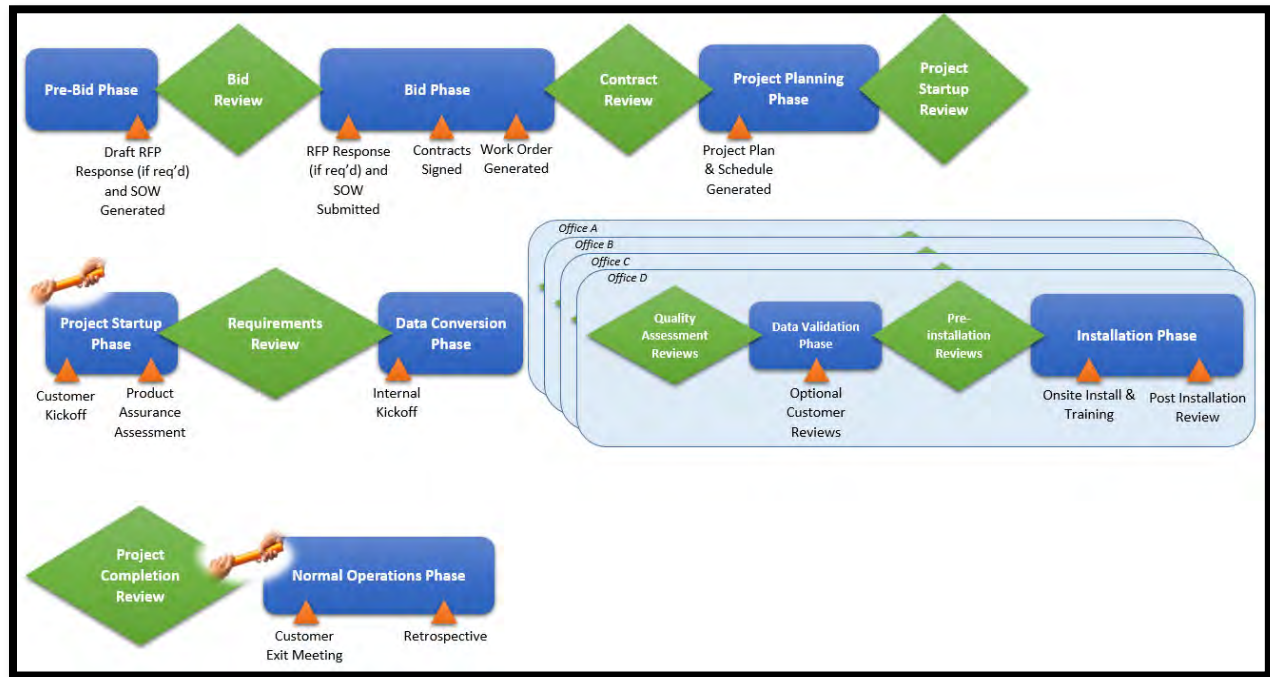 Pre-Bid Phase
Bid
Review
Bid Phase
Contract
Review
Project Planning
Phase
Project
Startup
Review
Draft RFP
Response (if req'd)
and SOW
Generated
RFP Response
(if req'd) and
SOW
Submitted
Contracts
Signed
Work Order
Generated
Project Plan
& Schedule
Generated
Office A
Office B
Office C
Office D
Project Startup
Phase
Requirements
Review
Data Conversion
Phase
Quality
Assessment
Reviews
Data Validation
Phase
Pre-
installation
Reviews
Installation Phase
Customer
Kickoff
Product
Assurance
Assessment
Internal
Kickoff
Optional
Customer
Reviews
Onsite Install &
Training
Post Installation
Review
Project
Completion
Review
Normal Operations Phase
Customer
Exit Meeting
Retrospective